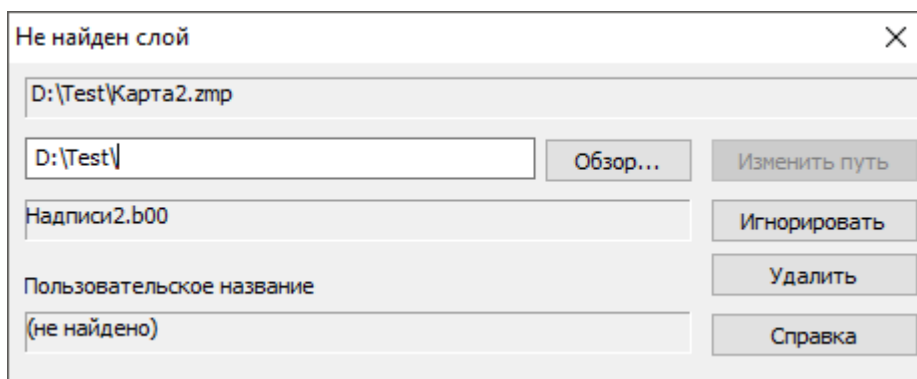 Не найден слой
D:\Test\Карта2.zmp
D:\Test\
Обзор...
Изменить путь
Надписи2.b00
Игнорировать
Удалить
Пользовательское название
(не найдено)
Справка